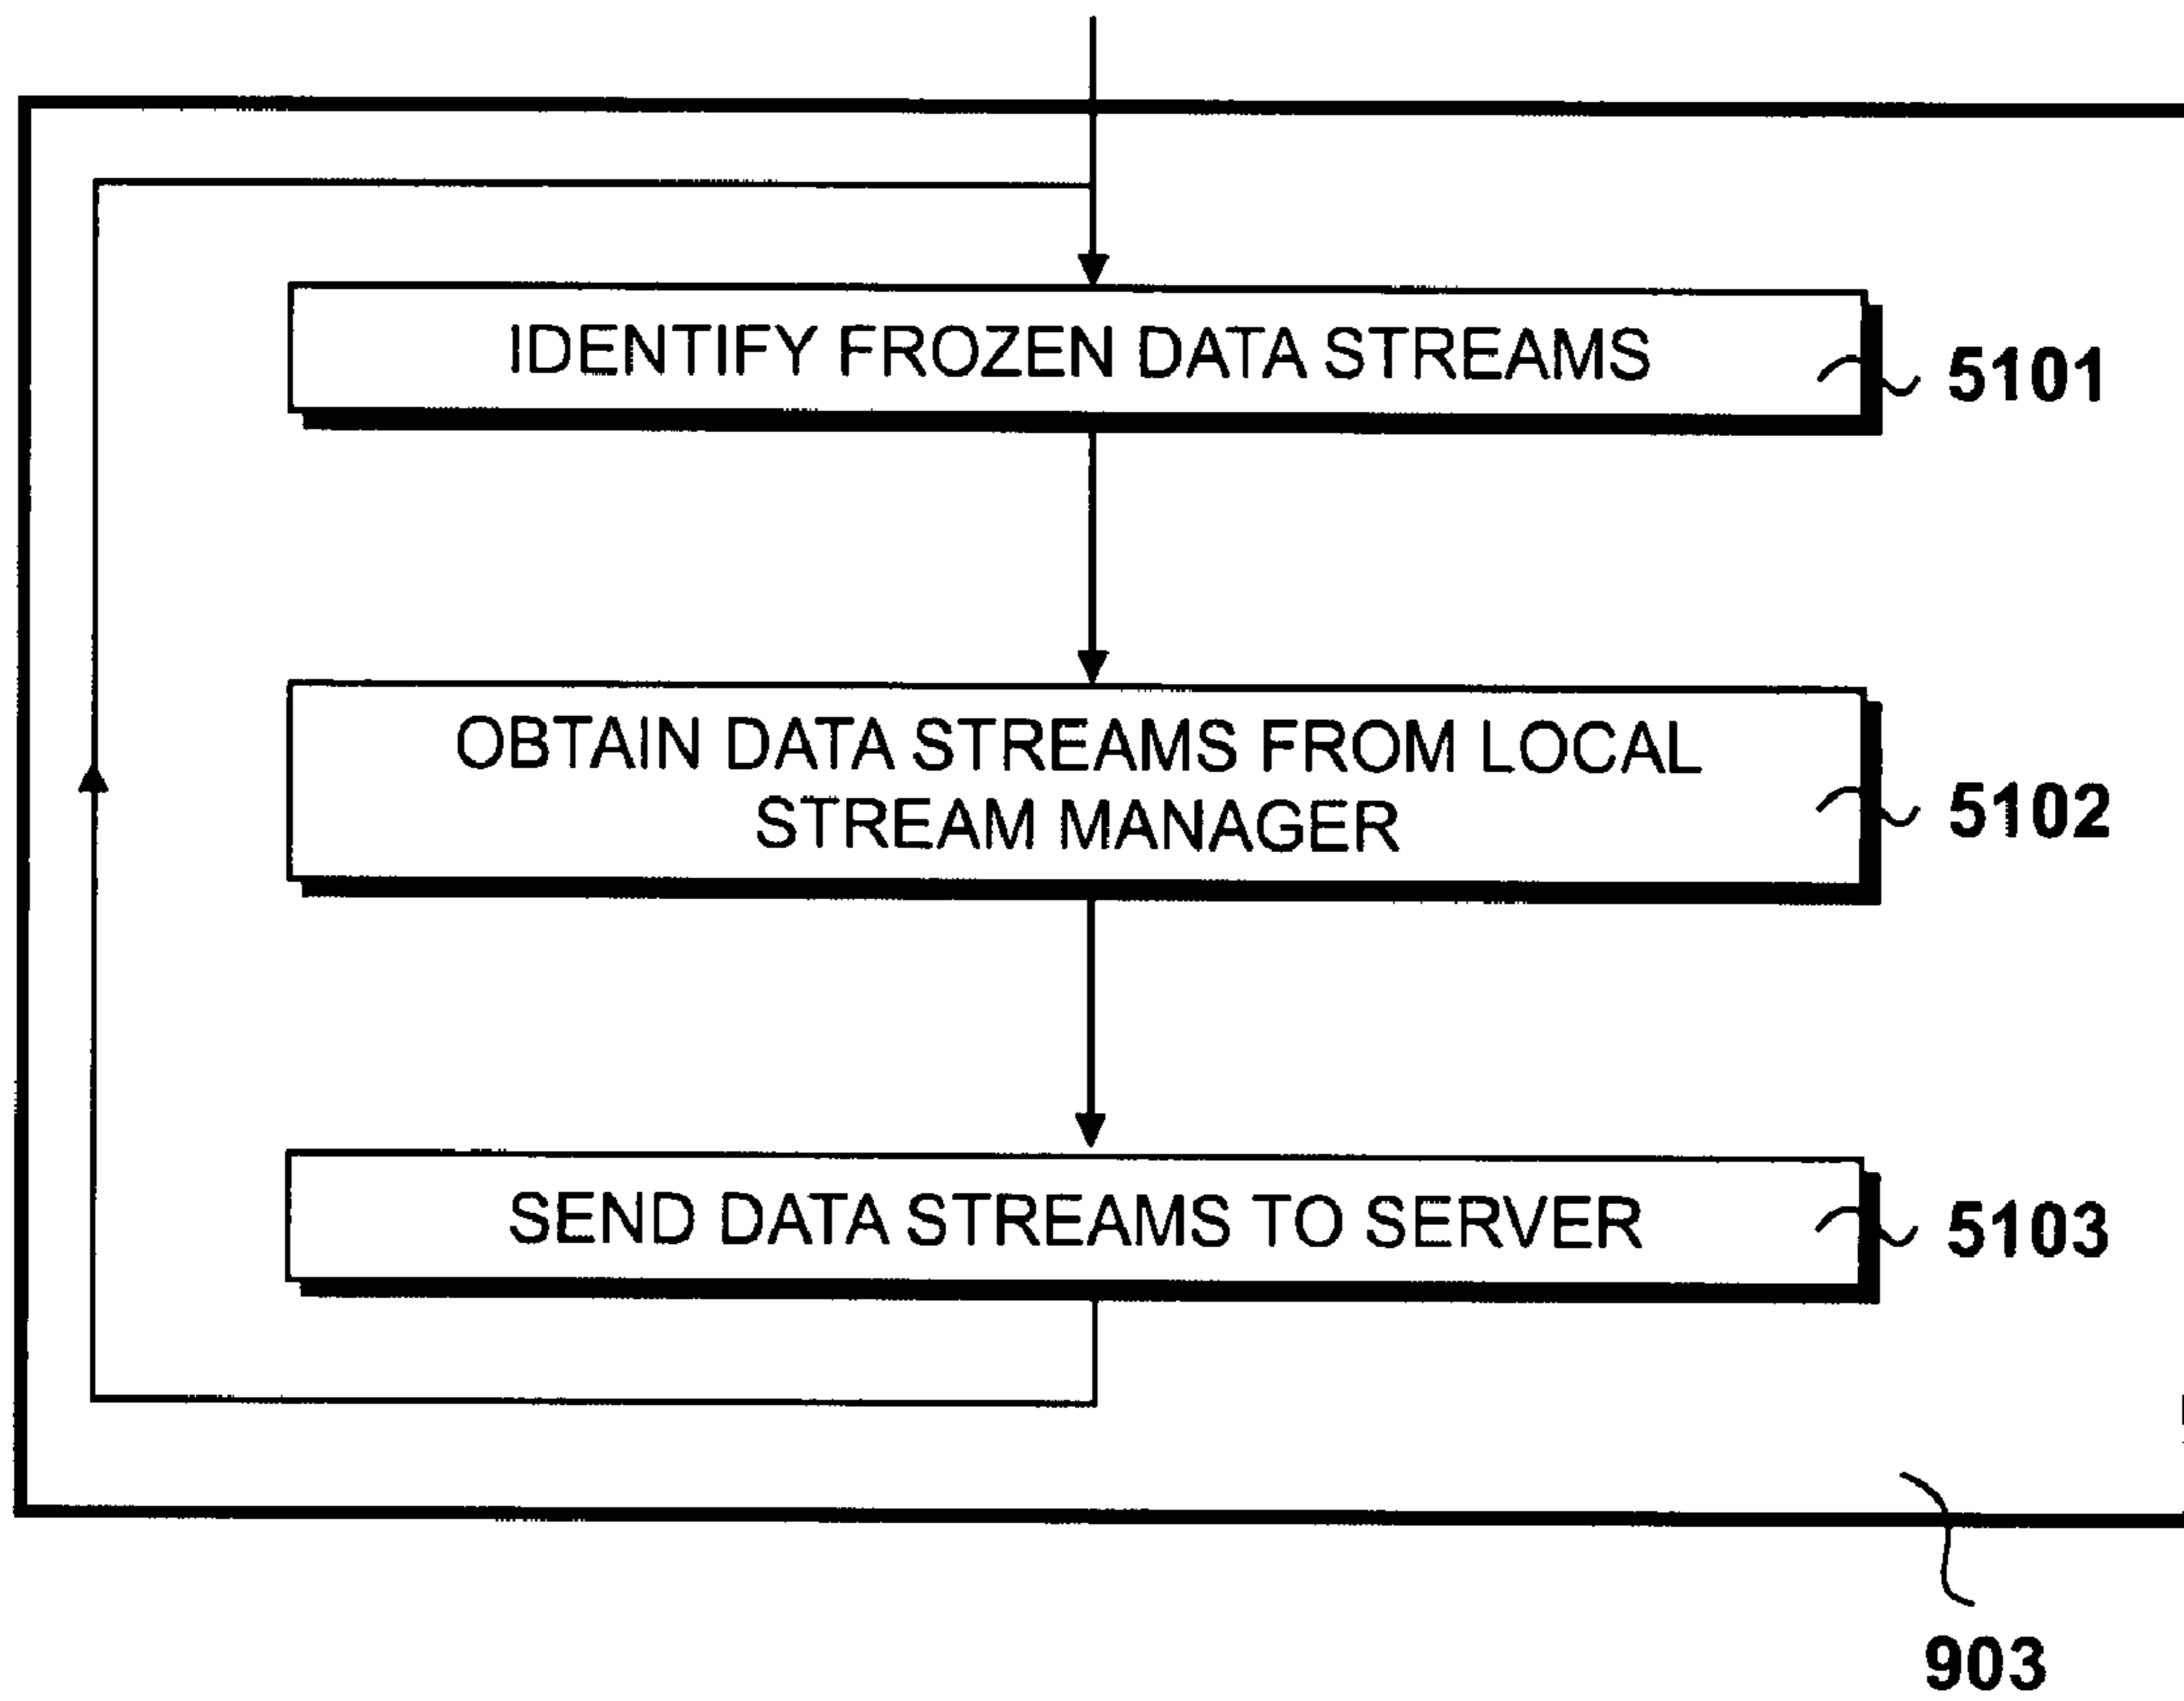 IDENTIFY FROZEN DATA STREAMS
5101
OBTAIN DATA STREAMS FROM LOCAL
STREAM MANAGER
5102
SEND DATA STREAMS TO SERVER
5103
903